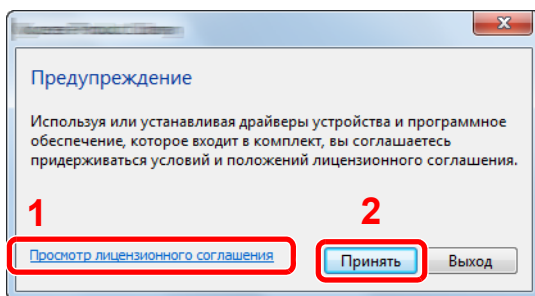 Предупреждение
Используя или устанавливая драйверы устройства и программное
обеспечение, которое входит в комплект, вы соглашаетесь
придерживаться условий и положений лицензионного соглашения.
1
2
Просмотр лицензионного соглашения
Принять
Выход